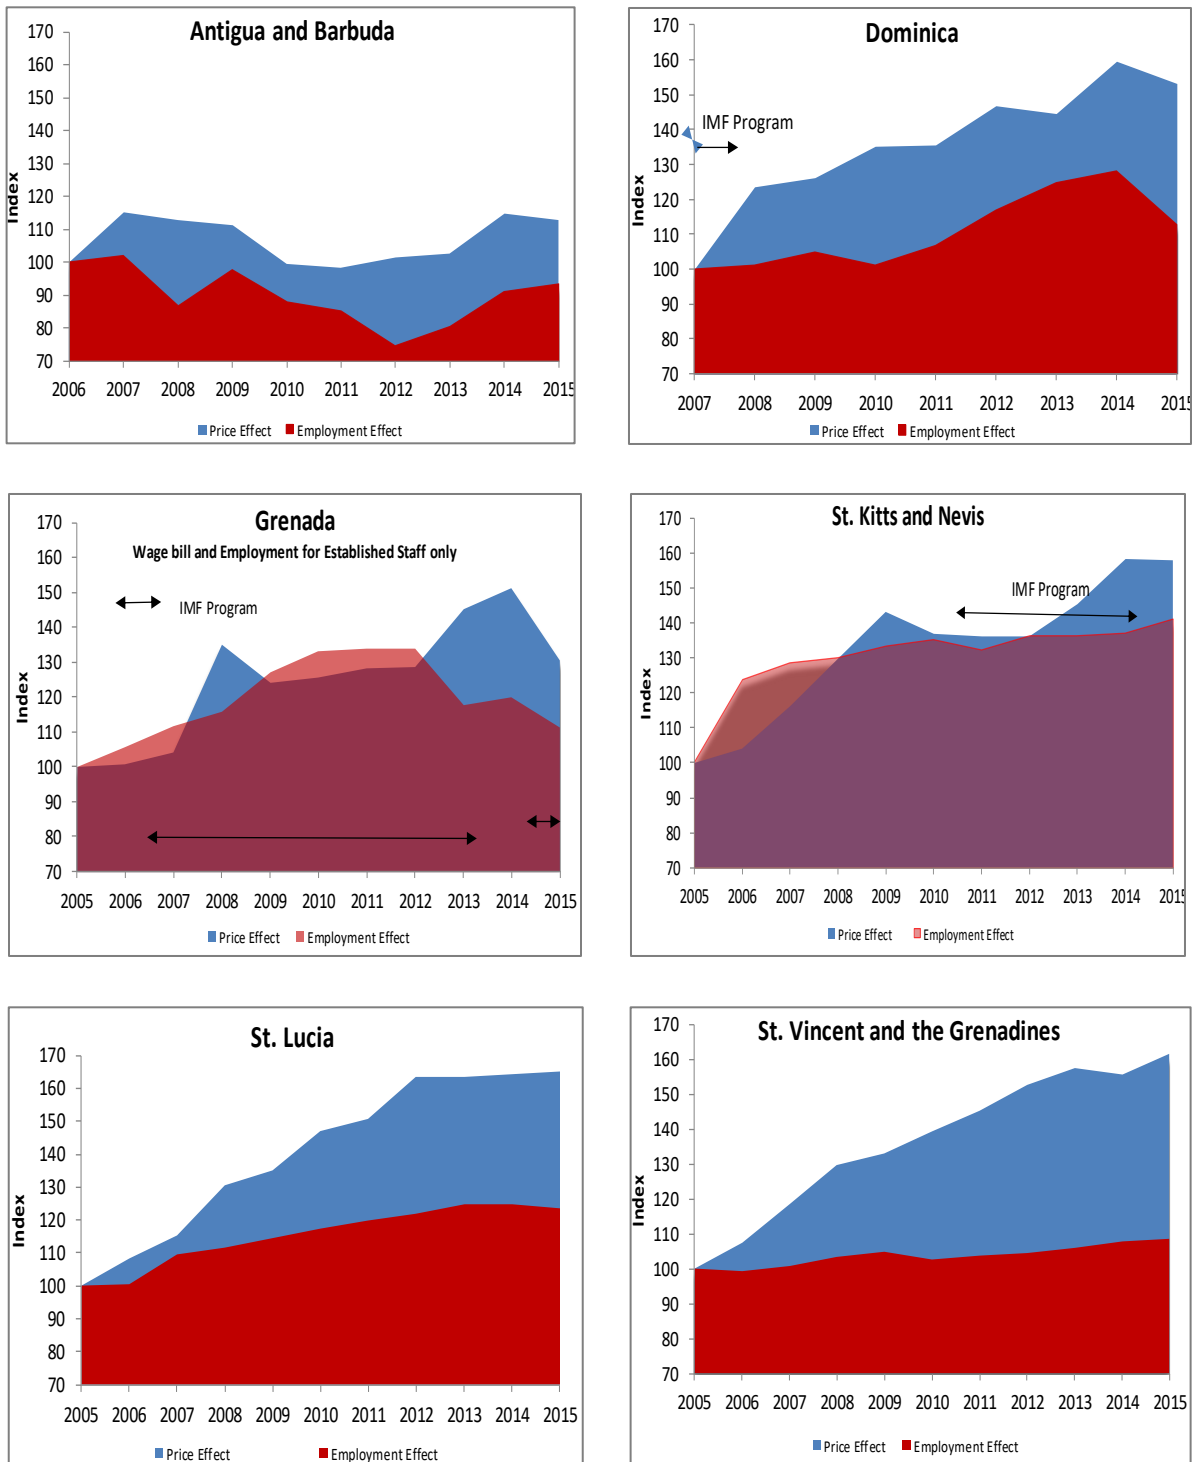 Antigua and Barbuda
170
160
150
140
130
120
110
100
90
80
70
Index
2006 2007 2008 2009 2010 2011 2012 2013 2014 2015
Price Effect Employment Effect
Dominica
170
160
150
140
130
120
110
100
90
80
70
Index
IMF Program
2007 2008 2009 2010 2011 2012 2013 2014 2015
Price Effect Employment Effect
Grenada
Wage bill and Employment for Established Staff only
170
160
150
140
130
120
110
100
90
80
70
Index
IMF Program
2005 2006 2007 2008 2009 2010 2011 2012 2013 2014 2015
Price Effect Employment Effect
St. Kitts and Nevis
170
160
150
140
130
120
110
100
90
80
70
Index
IMF Program
2005 2006 2007 2008 2009 2010 2011 2012 2013 2014 2015
Price Effect Employment Effect
St. Lucia
170
160
150
140
130
120
110
100
90
80
70
Index
2005 2006 2007 2008 2009 2010 2011 2012 2013 2014 2015
Price Effect Employment Effect
St. Vincent and the Grenadines
170
160
150
140
130
120
110
100
90
80
70
Index
2005 2006 2007 2008 2009 2010 2011 2012 2013 2014 2015
Price Effect Employment Effect